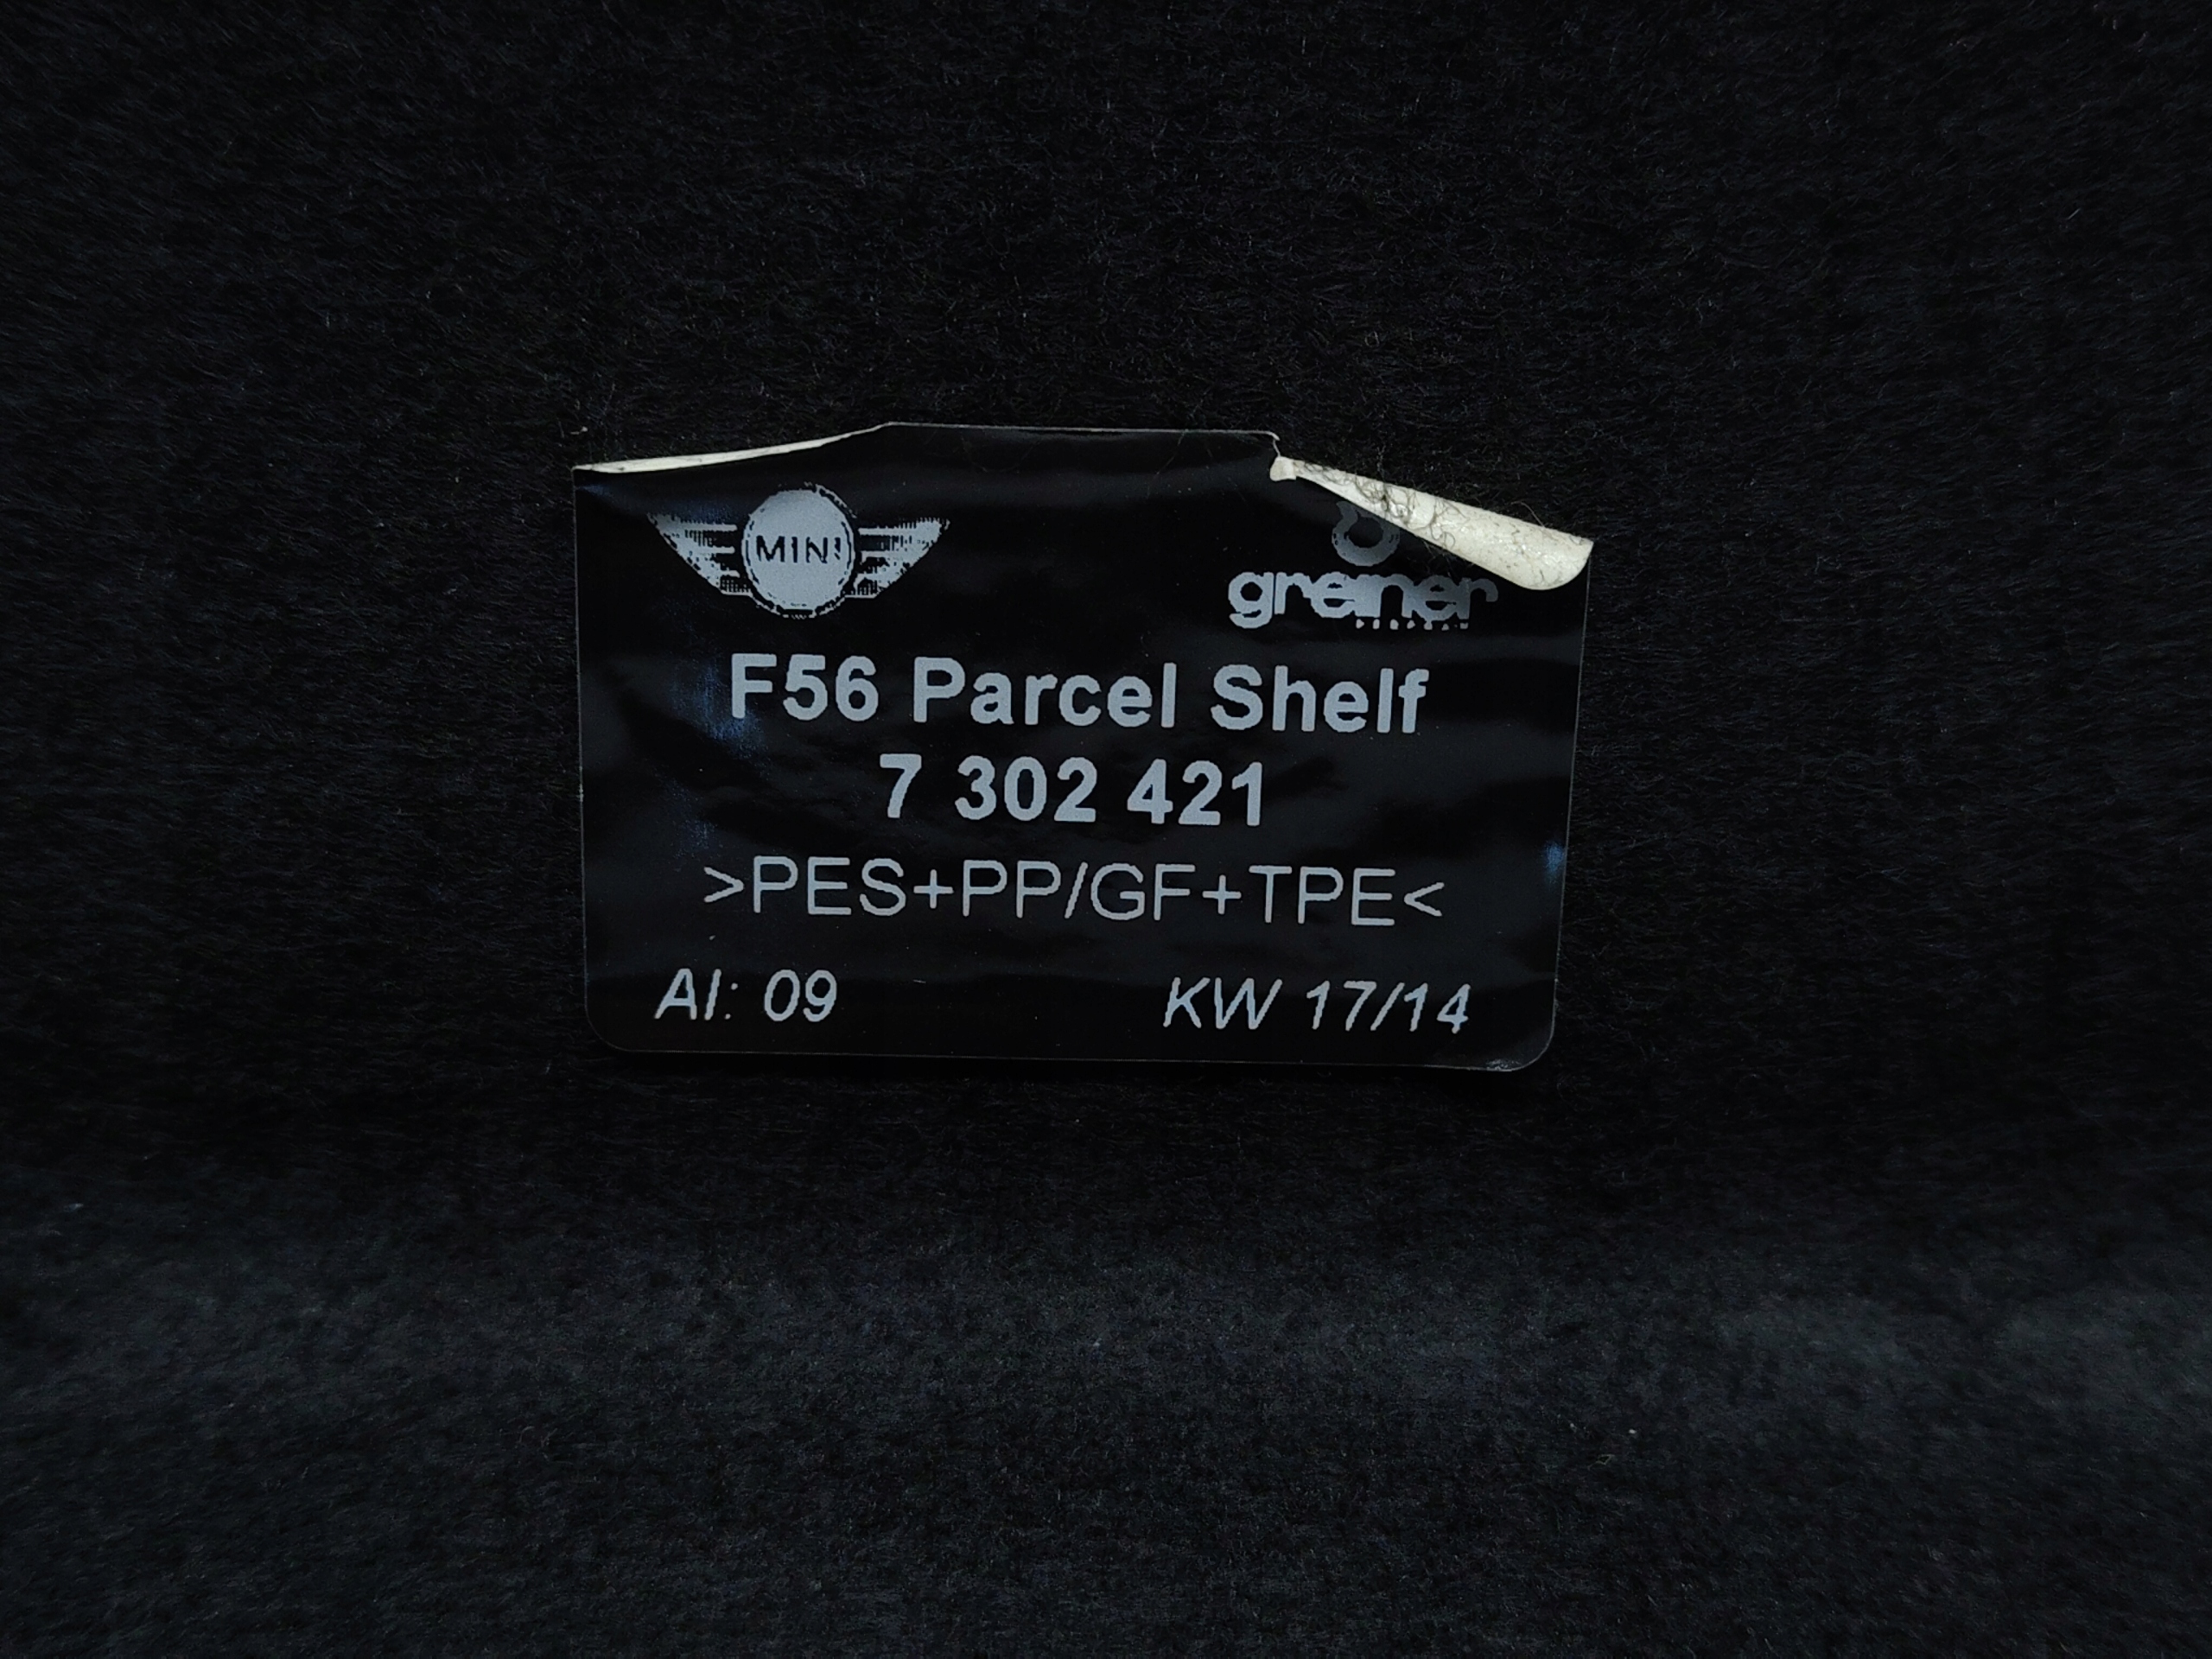 MINI
greiner
F56 Parcel Shelf
7 302 421
>PES+PP/GF+TPE<
AI: 09 KW 17/14